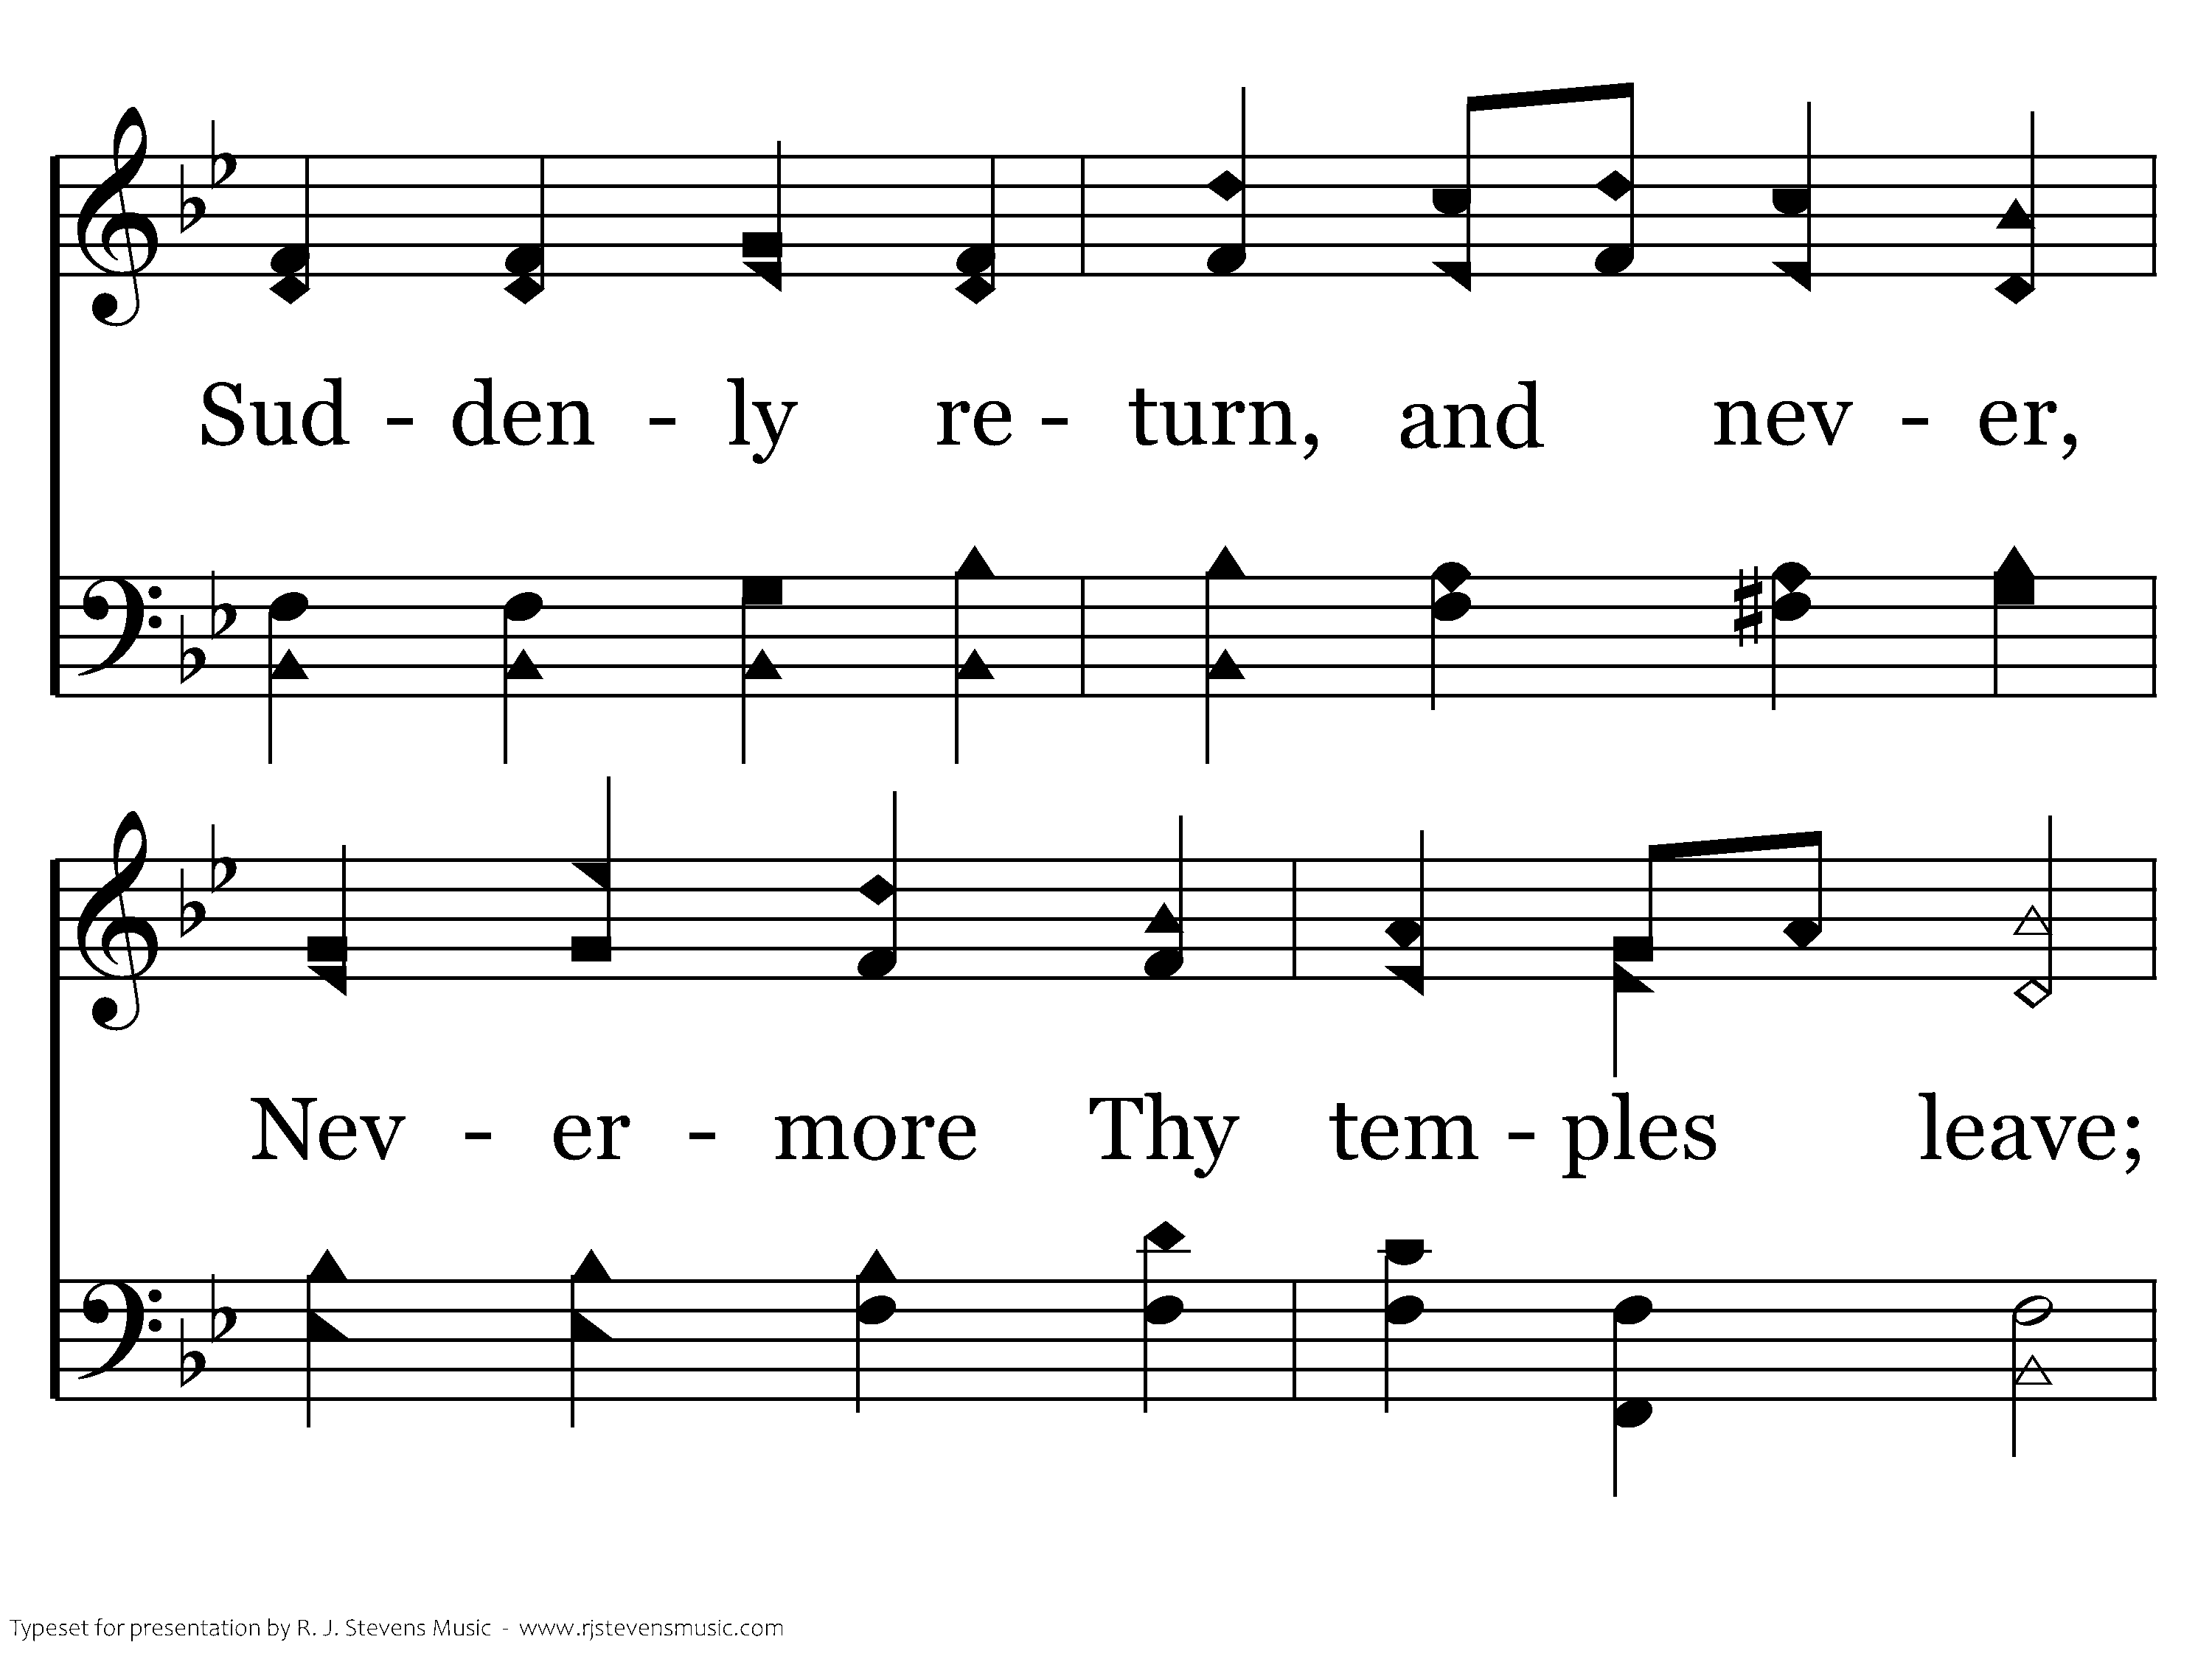 Sud - den - ly re - turn, and nev - er,
Nev - er - more Thy tem - ples leave;
Typeset for presentation by R. J. Stevens Music - www.rjstevensmusic.com